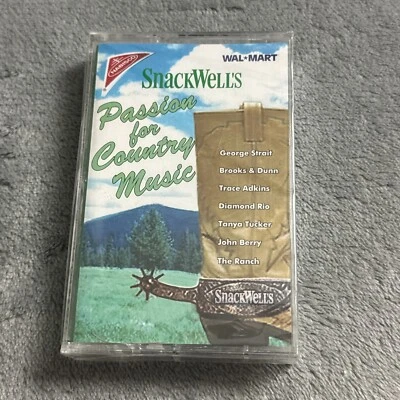 NABISCO
WAL★MART
SNACKWELL'S
Passion
for
Country
Music
George Strait
Brooks & Dunn
Trace Adkins
Diamond Rio
Tanya Tucker
John Berry
The Ranch
SNACKWELL'S